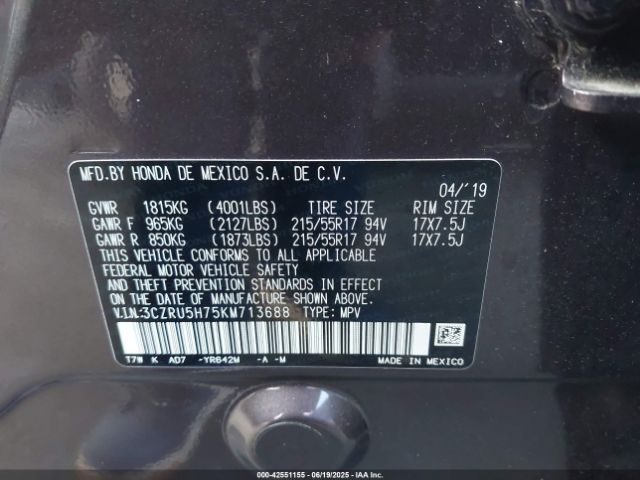 MFD.BY HONDA DE MEXICO S.A. DE C.V.
04/'19
GVWR 1815KG (4001LBS) TIRE SIZE RIM SIZE
GAWR F 965KG (2127LBS) 215/55R17 94V 17X7.5J
GAWR R 850KG (1873LBS) 215/55R17 94V 17X7.5J
THIS VEHICLE CONFORMS TO ALL APPLICABLE
FEDERAL MOTOR VEHICLE SAFETY
AND THEFT PREVENTION STANDARDS IN EFFECT
ON THE DATE OF MANUFACTURE SHOWN ABOVE.
V.I.N:3CZRU5H75KM713688 TYPE: MPV
T7W K AD7 -YR642M -A -M
MADE IN MEXICO
000-42551155 - 06/19/2025 - IAAI.com